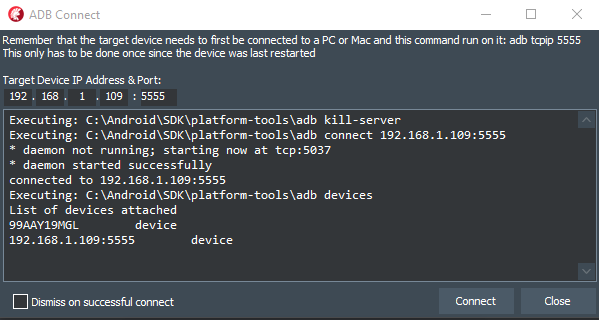 ADB Connect
Remember that the target device needs to first be connected to a PC or Mac and this command run on it: adb tcpip 5555
This only has to be done once since the device was last restarted
Target Device IP Address & Port:
192 . 168 . 1 . 109 : 5555
Executing: C:\Android\SDK\platform-tools\adb kill-server
Executing: C:\Android\SDK\platform-tools\adb connect 192.168.1.109:5555
* daemon not running; starting now at tcp:5037
* daemon started successfully
connected to 192.168.1.109:5555
Executing: C:\Android\SDK\platform-tools\adb devices
List of devices attached
99AAY19MGL device
192.168.1.109:5555 device
Dismiss on successful connect
Connect
Close